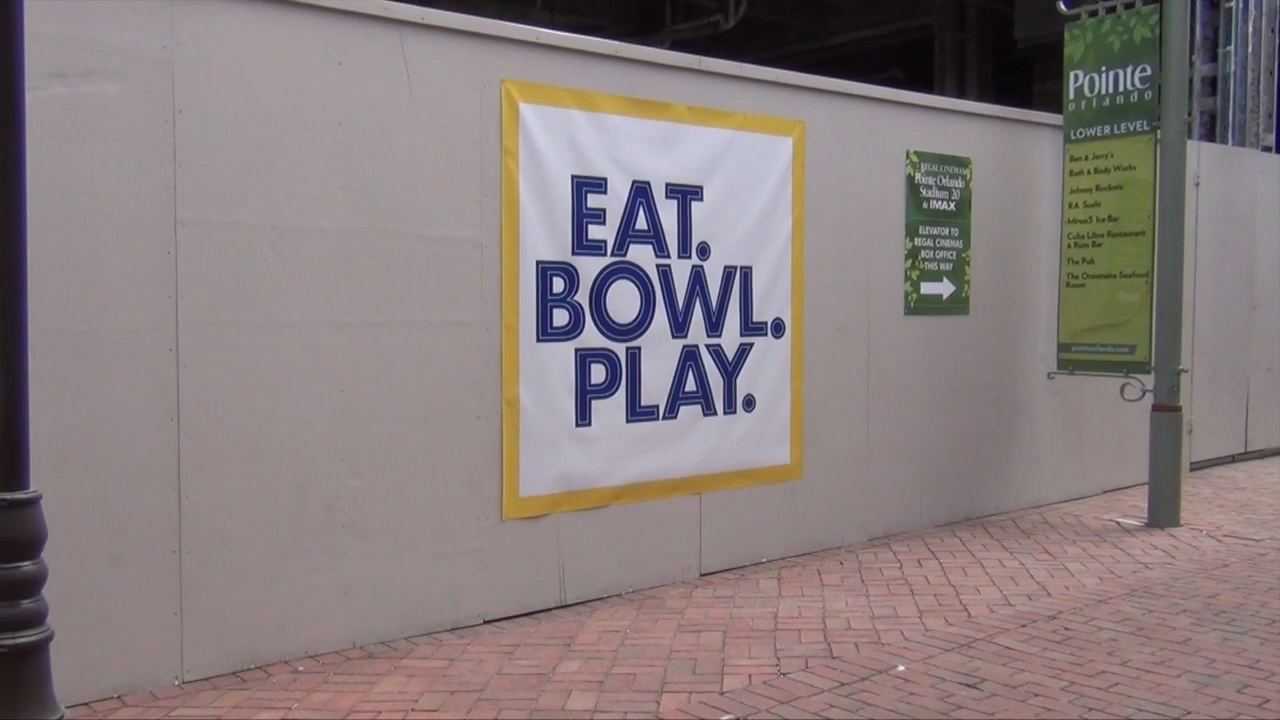 EAT.
BOWL.
PLAY.
REGAL CINEMAS
Pointe Orlando
Stadium 20
& IMAX
ELEVATOR TO
REGAL CINEMAS
BOX OFFICE
THIS WAY
Pointe
orlando
LOWER LEVEL
Ben & Jerry's
Bath & Body Works
Johnny Rockets
RA Sushi
Minus5 Ice Bar
Cuba Libre Restaurant
& Rum Bar
The Pub
The Oceanaire Seafood
Room